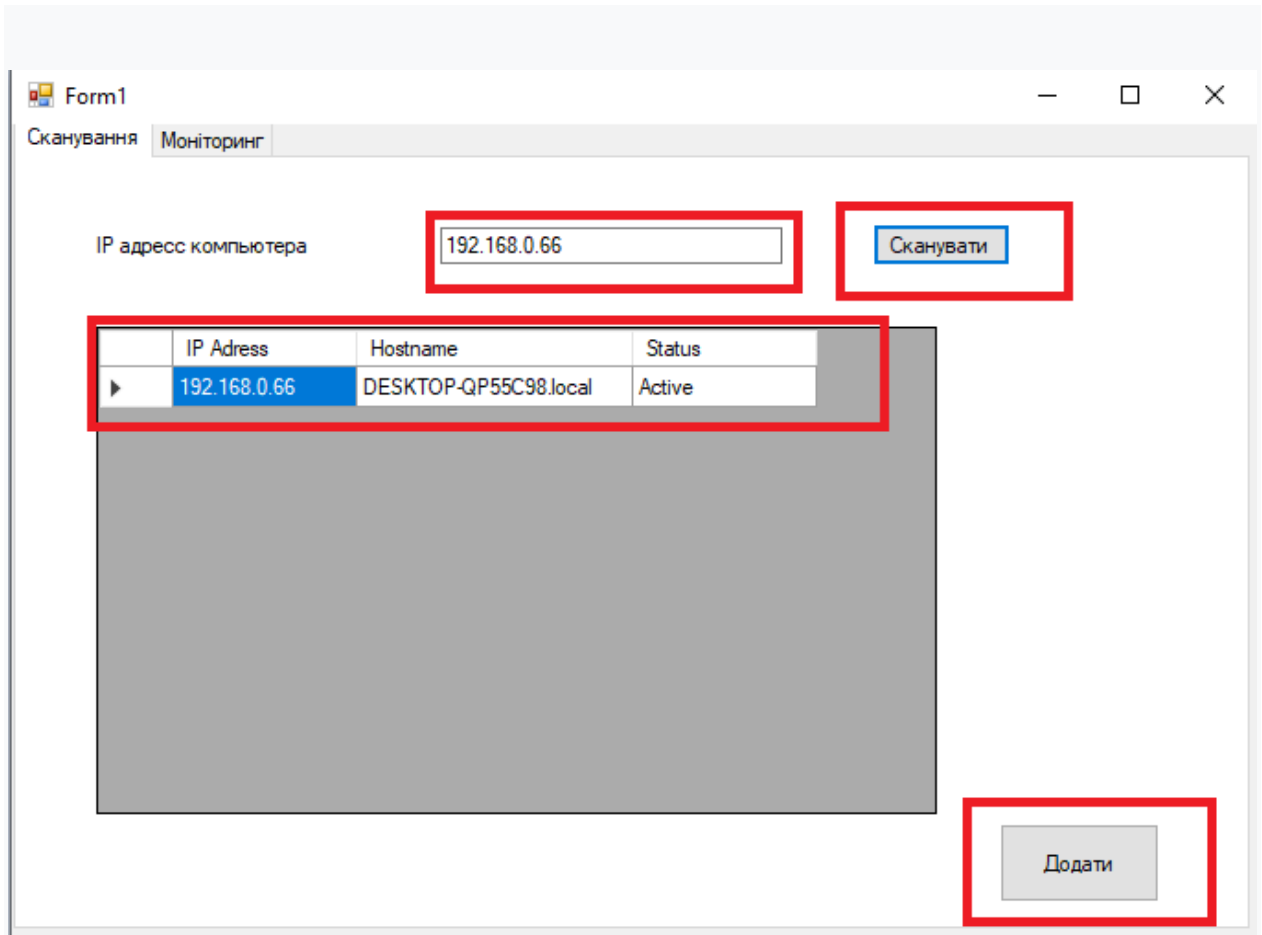 Form1
Сканування Моніторинг
IP адресс компьютера 192.168.0.66 Сканувати
IP Adress Hostname Status
192.168.0.66 DESKTOP-QP55C98.local Active
Додати